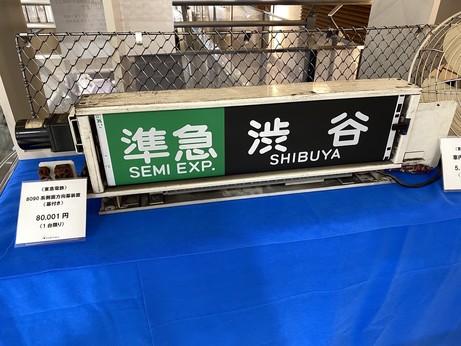 準急
SEMI EXP.
渋谷
SHIBUYA
(東急電鉄)
8090系側面方向幕装置
(幕付き)
80,001円
(1台限り)